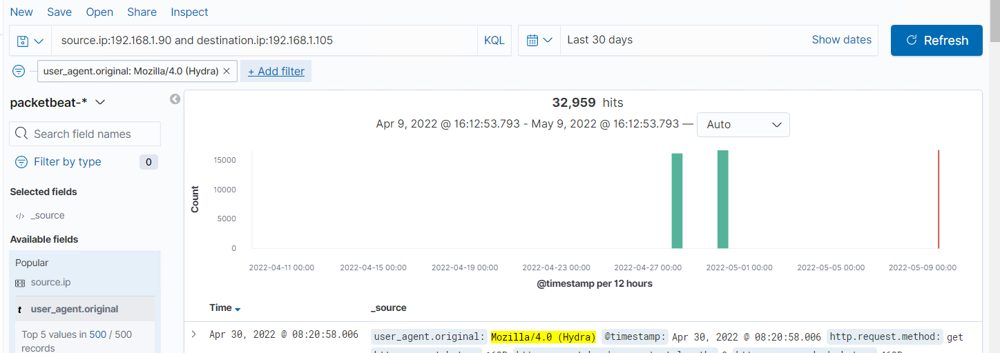 New Save Open Share Inspect
source.ip:192.168.1.90 and destination.ip:192.168.1.105 KQL Last 30 days Show dates Refresh
user_agent.original: Mozilla/4.0 (Hydra) × + Add filter
packetbeat-*
Search field names
Filter by type 0
Selected fields
</> _source
Available fields
Popular
source.ip
t user_agent.original
Top 5 values in 500 / 500
records
32,959 hits
Apr 9, 2022 @ 16:12:53.793 - May 9, 2022 @ 16:12:53.793 — Auto
Count
15000
10000
5000
0
2022-04-11 00:00 2022-04-15 00:00 2022-04-19 00:00 2022-04-23 00:00 2022-04-27 00:00 2022-05-01 00:00 2022-05-05 00:00 2022-05-09 00:00
@timestamp per 12 hours
Time _source
Apr 30, 2022 @ 08:20:58.006 user_agent.original: Mozilla/4.0 (Hydra) @timestamp: Apr 30, 2022 @ 08:20:58.006 http.request.method: get